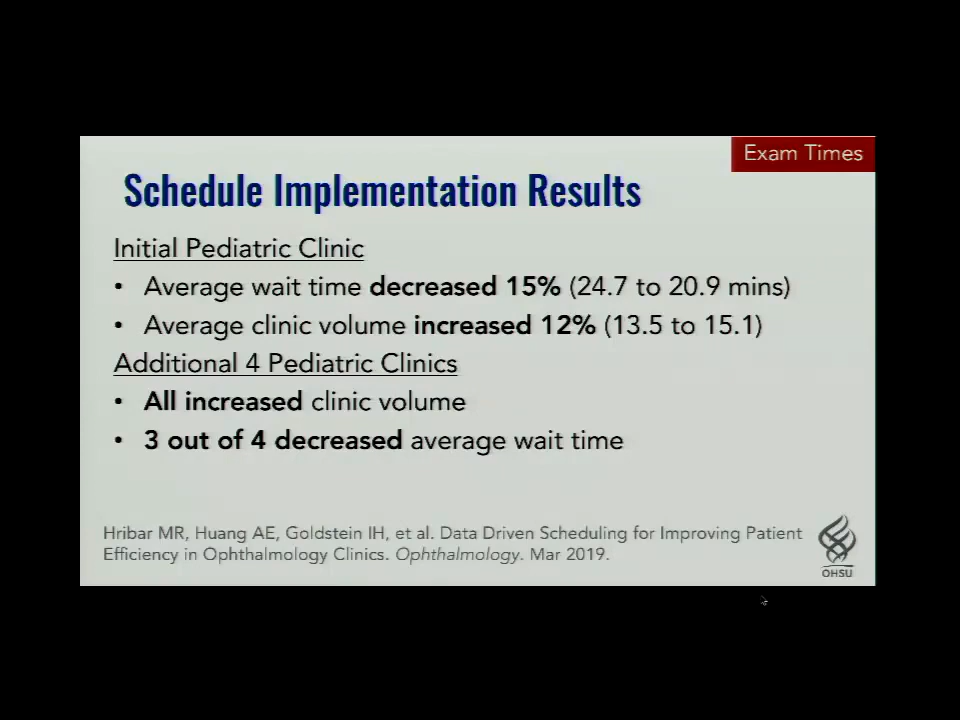 Exam Times
Schedule Implementation Results
Initial Pediatric Clinic
• Average wait time decreased 15% (24.7 to 20.9 mins)
• Average clinic volume increased 12% (13.5 to 15.1)
Additional 4 Pediatric Clinics
• All increased clinic volume
• 3 out of 4 decreased average wait time
Hribar MR, Huang AE, Goldstein IH, et al. Data Driven Scheduling for Improving Patient
Efficiency in Ophthalmology Clinics. Ophthalmology. Mar 2019.
OHSU